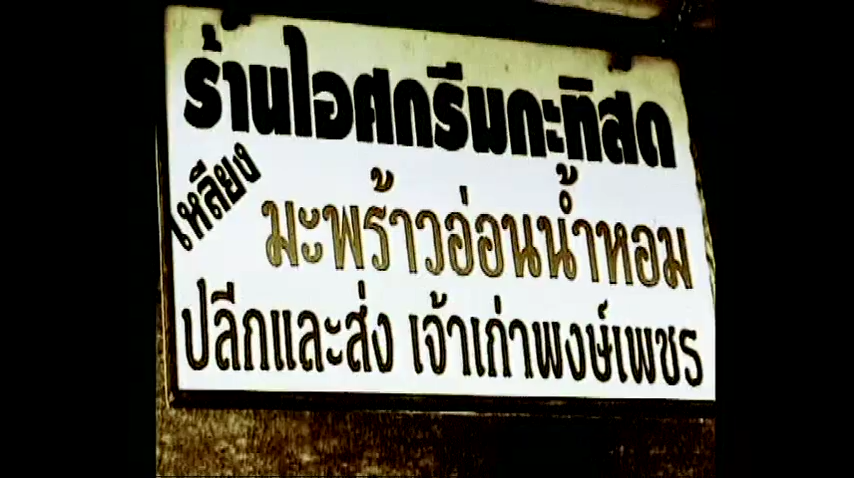 ร้านไอศกรีมกะทิสด
เหลียง
มะพร้าวอ่อนน้ำหอม
ปลีกและส่ง เจ้าเก่าพงษ์เพชร